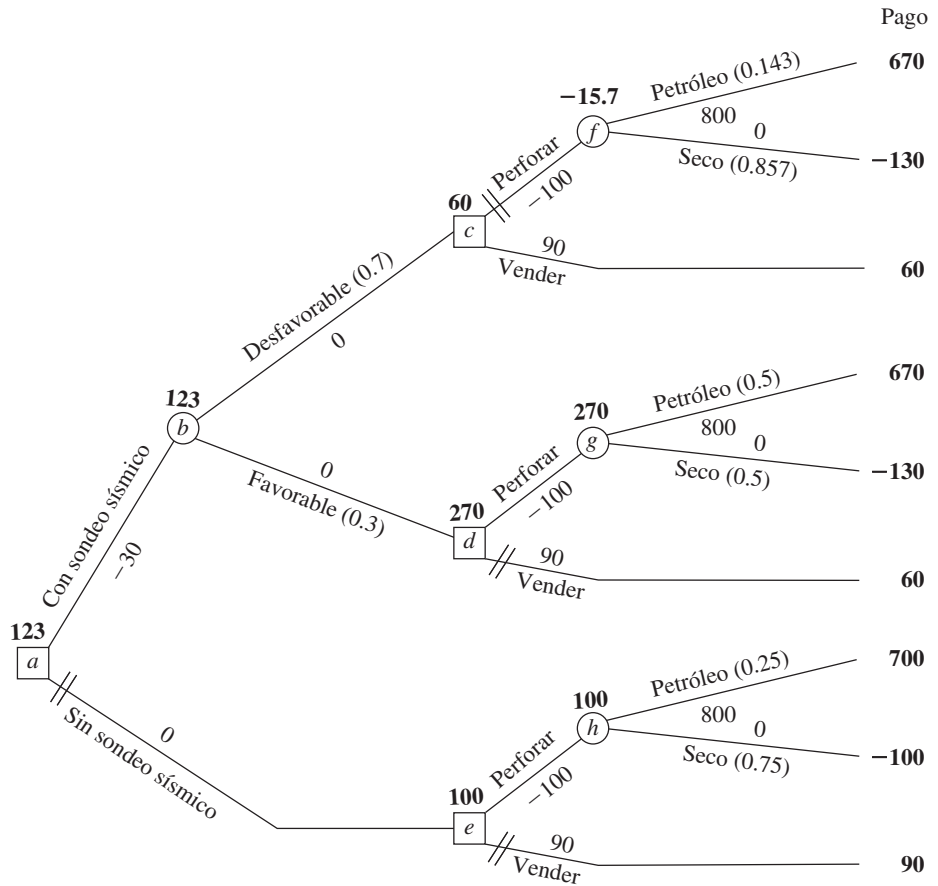 Pago
670
Petróleo (0.143)
−15.7
800
0
f
Perforar
Seco (0.857)
−130
−100
60
c
90
Vender
60
Desfavorable (0.7)
0
670
Petróleo (0.5)
123
270
800
0
b
g
Perforar
Seco (0.5)
−130
0
Favorable (0.3)
−100
270
d
90
Vender
60
Con sondeo sísmico
−30
123
a
700
Petróleo (0.25)
100
800
0
h
Perforar
Seco (0.75)
−100
0
Sin sondeo sísmico
−100
100
e
90
Vender
90